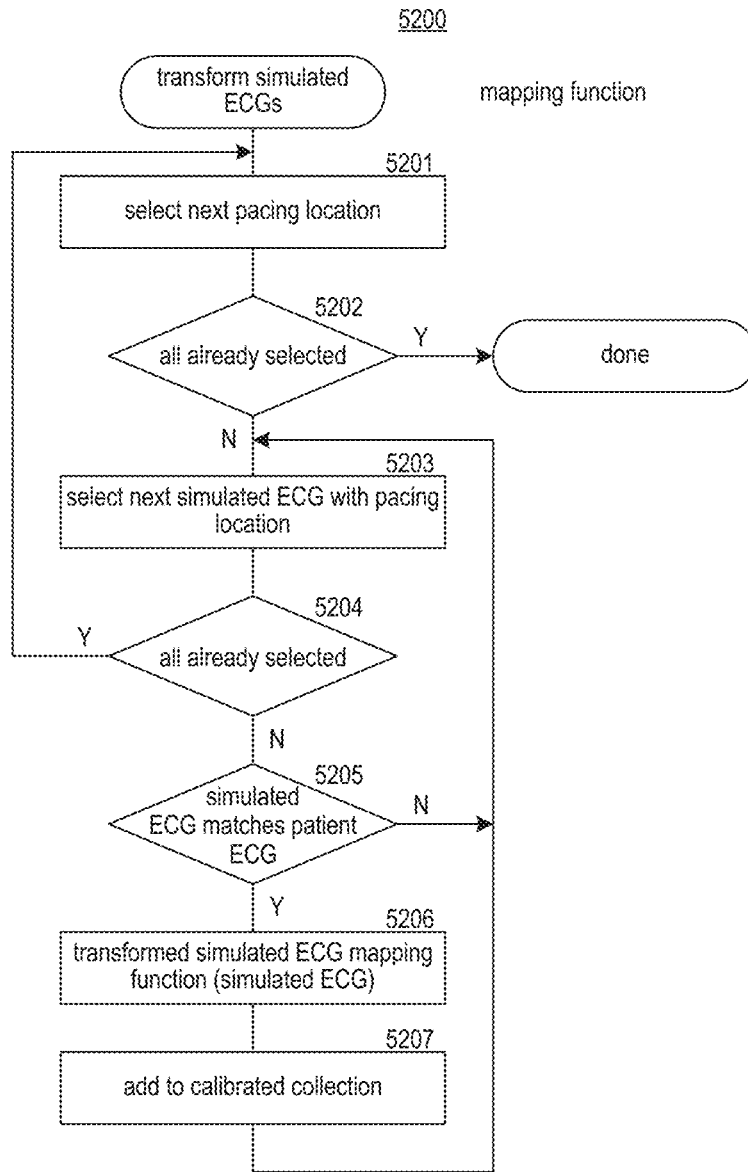 5200
transform simulated
ECGs
mapping function
5201
select next pacing location
5202
all already selected
Y
done
N
5203
select next simulated ECG with pacing
location
5204
Y
all already selected
N
5205
simulated
ECG matches patient
ECG
N
Y
5206
transformed simulated ECG mapping
function (simulated ECG)
5207
add to calibrated collection